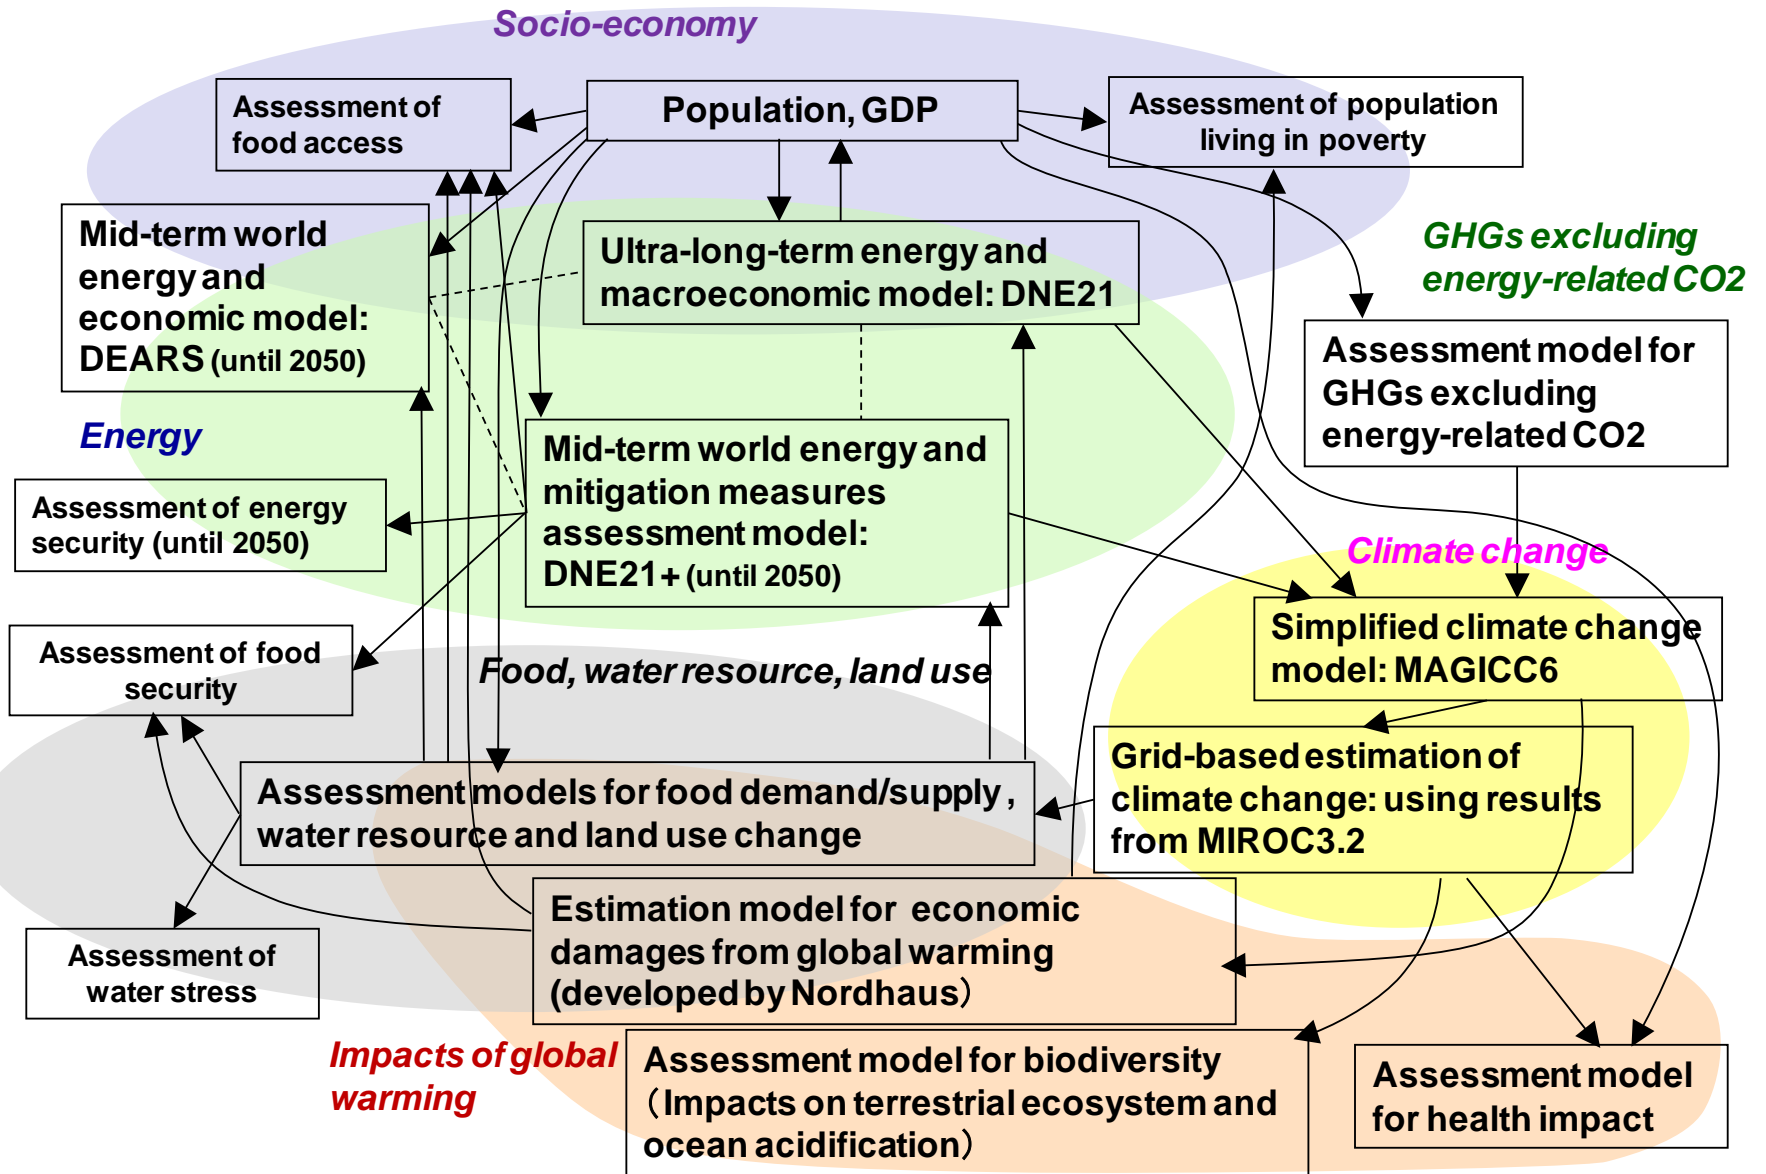 Socio-economy
Assessment of
food access
Population, GDP
Assessment of population
living in poverty
Mid-term world
energy and
economic model:
DEARS (until 2050)
Ultra-long-term energy and
macroeconomic model: DNE21
GHGs excluding
energy-related CO2
Assessment model for
GHGs excluding
energy-related CO2
Energy
Mid-term world energy and
mitigation measures
assessment model:
DNE21+ (until 2050)
Assessment of energy
security (until 2050)
Climate change
Simplified climate change
model: MAGICC6
Assessment of food
security
Food, water resource, land use
Grid-based estimation of
climate change: using results
from MIROC3.2
Assessment models for food demand/supply ,
water resource and land use change
Estimation model for economic
damages from global warming
(developed by Nordhaus）
Assessment of
water stress
Impacts of global
warming
Assessment model for biodiversity
（Impacts on terrestrial ecosystem and
ocean acidification）
Assessment model
for health impact